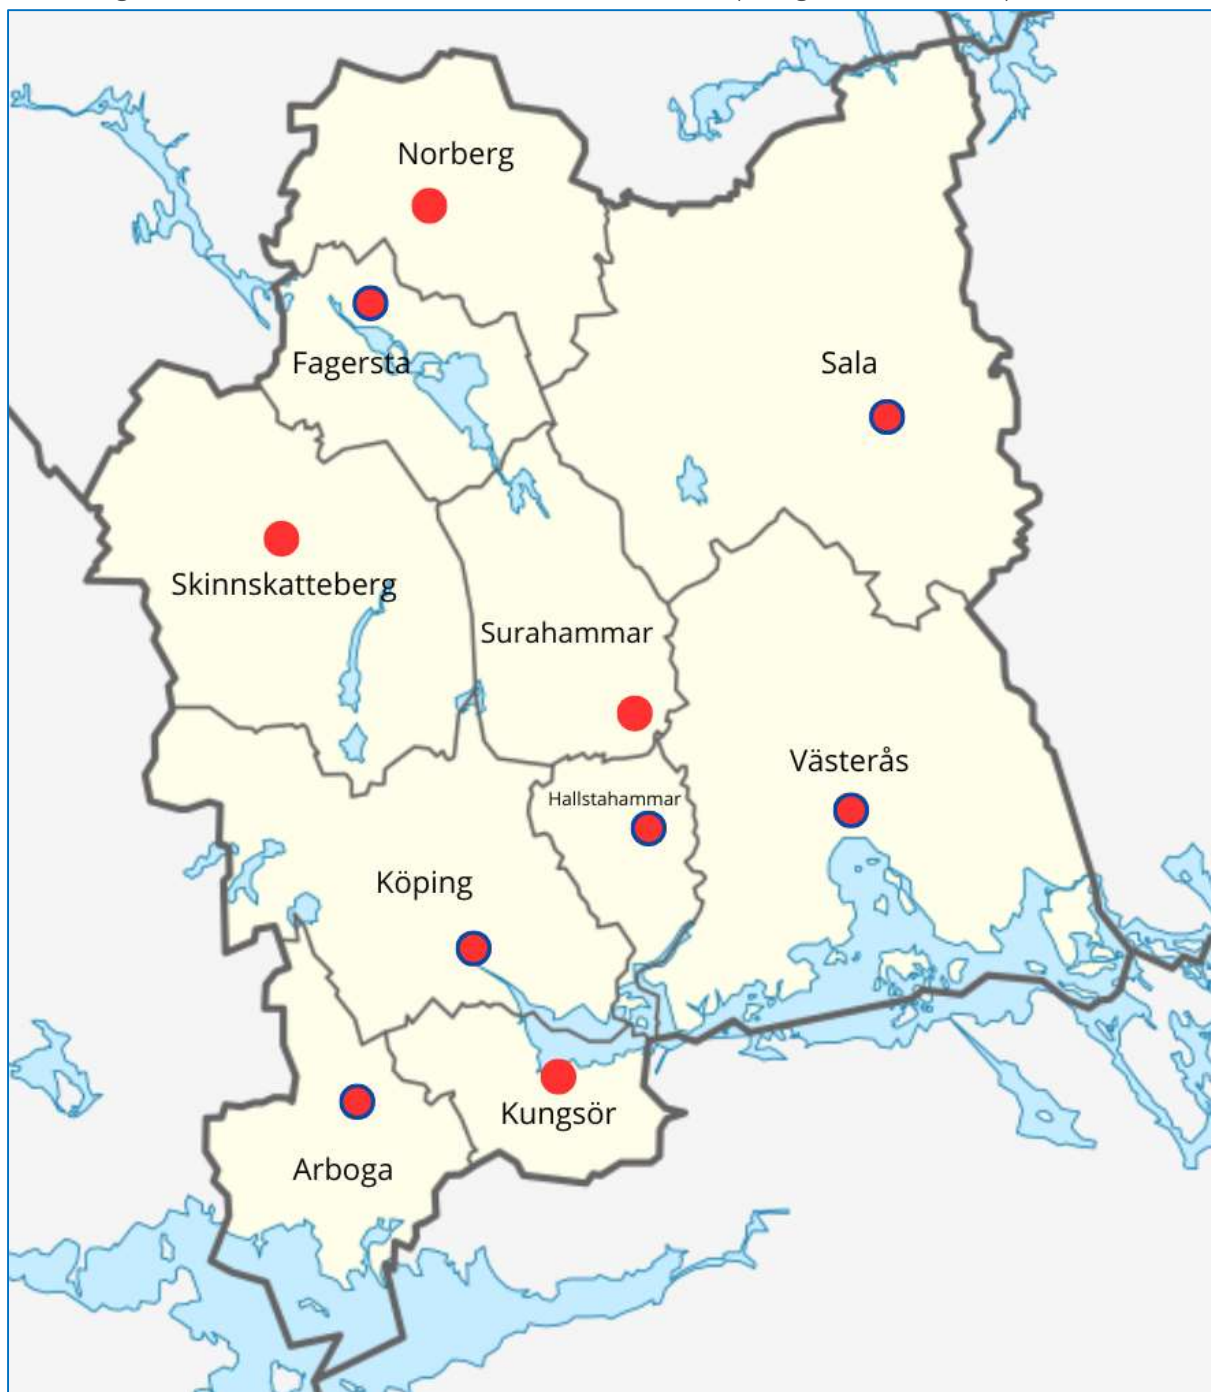 Norberg
Fagersta
Sala
Skinnskatteberg
Surahammar
Västerås
Hallstahammar
Köping
Kungsör
Arboga